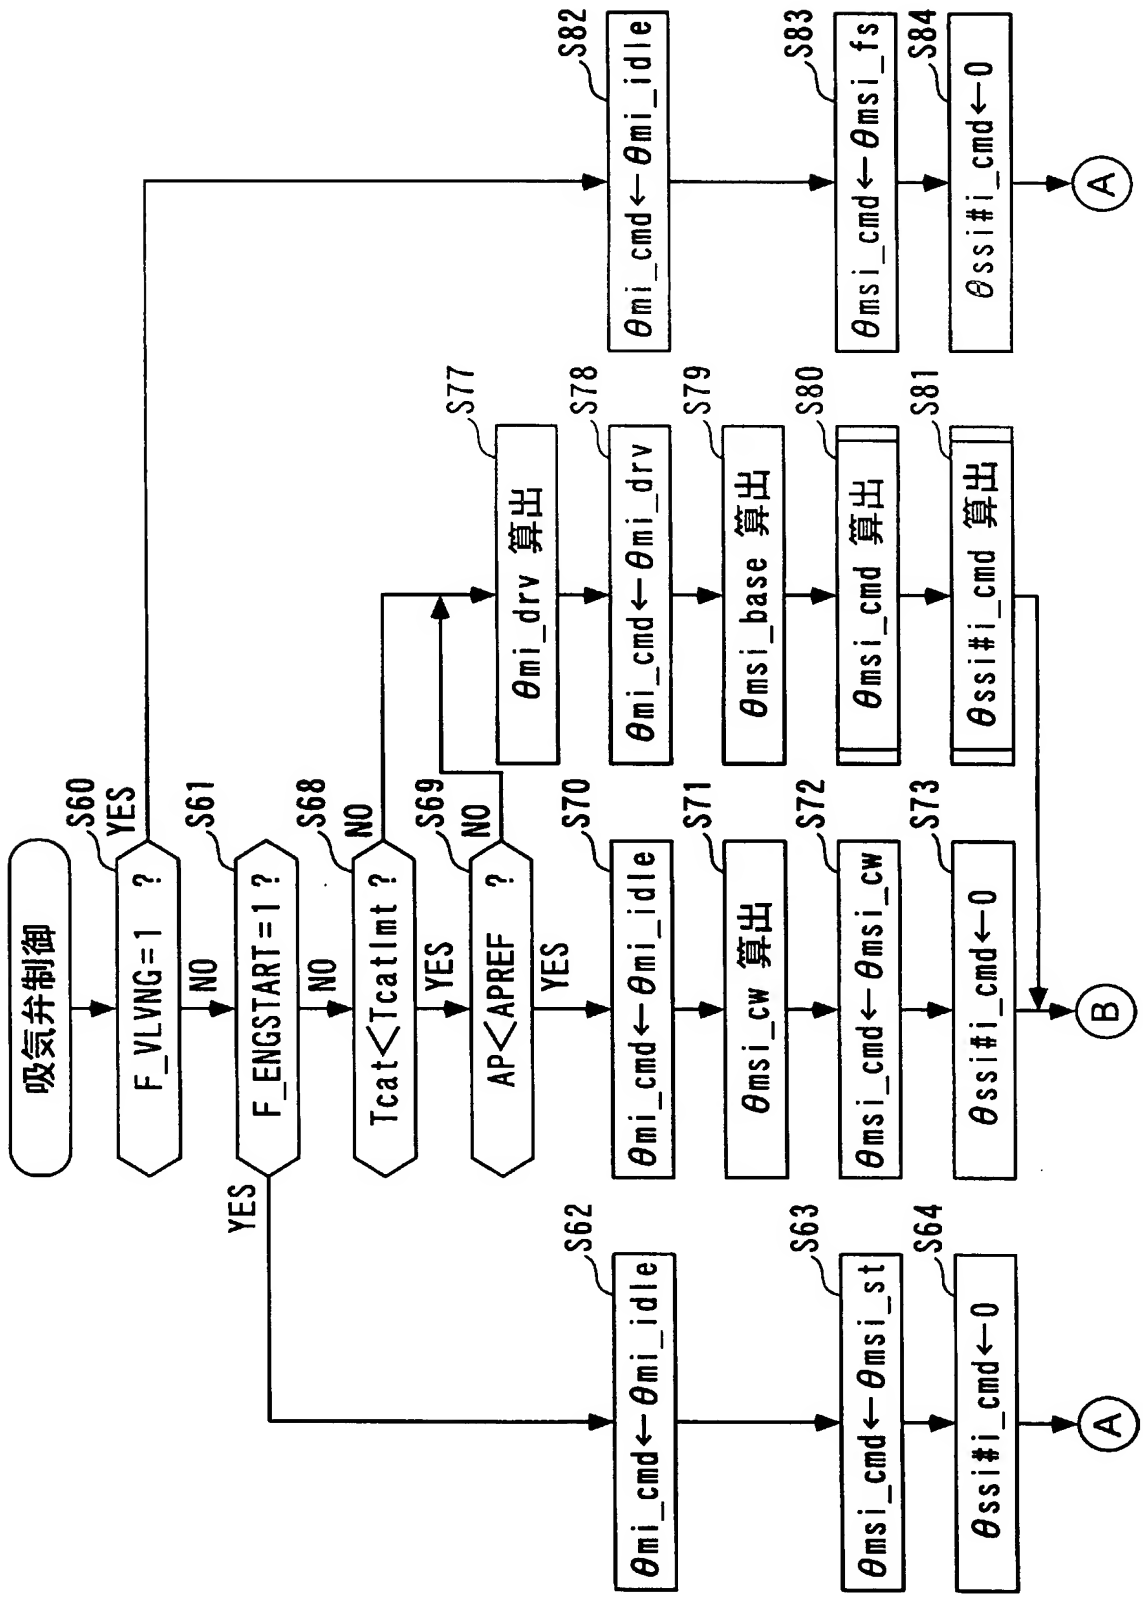 吸気弁制御
S60
F_VLVNG=1 ?
YES
NO
S61
F_ENGSTART=1?
YES
NO
S68
Tcat<Tcatlmt?
NO
YES
S69
AP<APREF ?
NO
YES
S62
θmi_cmd←θmi_idle
S63
θmsi_cmd←θmsi_st
S64
θssi#i_cmd←0
A
S70
θmi_cmd←θmi_idle
S71
θmsi_cw 算出
S72
θmsi_cmd←θmsi_cw
S73
θssi#i_cmd←0
B
S77
θmi_drv 算出
S78
θmi_cmd←θmi_drv
S79
θmsi_base 算出
S80
θmsi_cmd 算出
S81
θssi#i_cmd 算出
S82
θmi_cmd←θmi_idle
S83
θmsi_cmd←θmsi_fs
S84
θssi#i_cmd←0
A